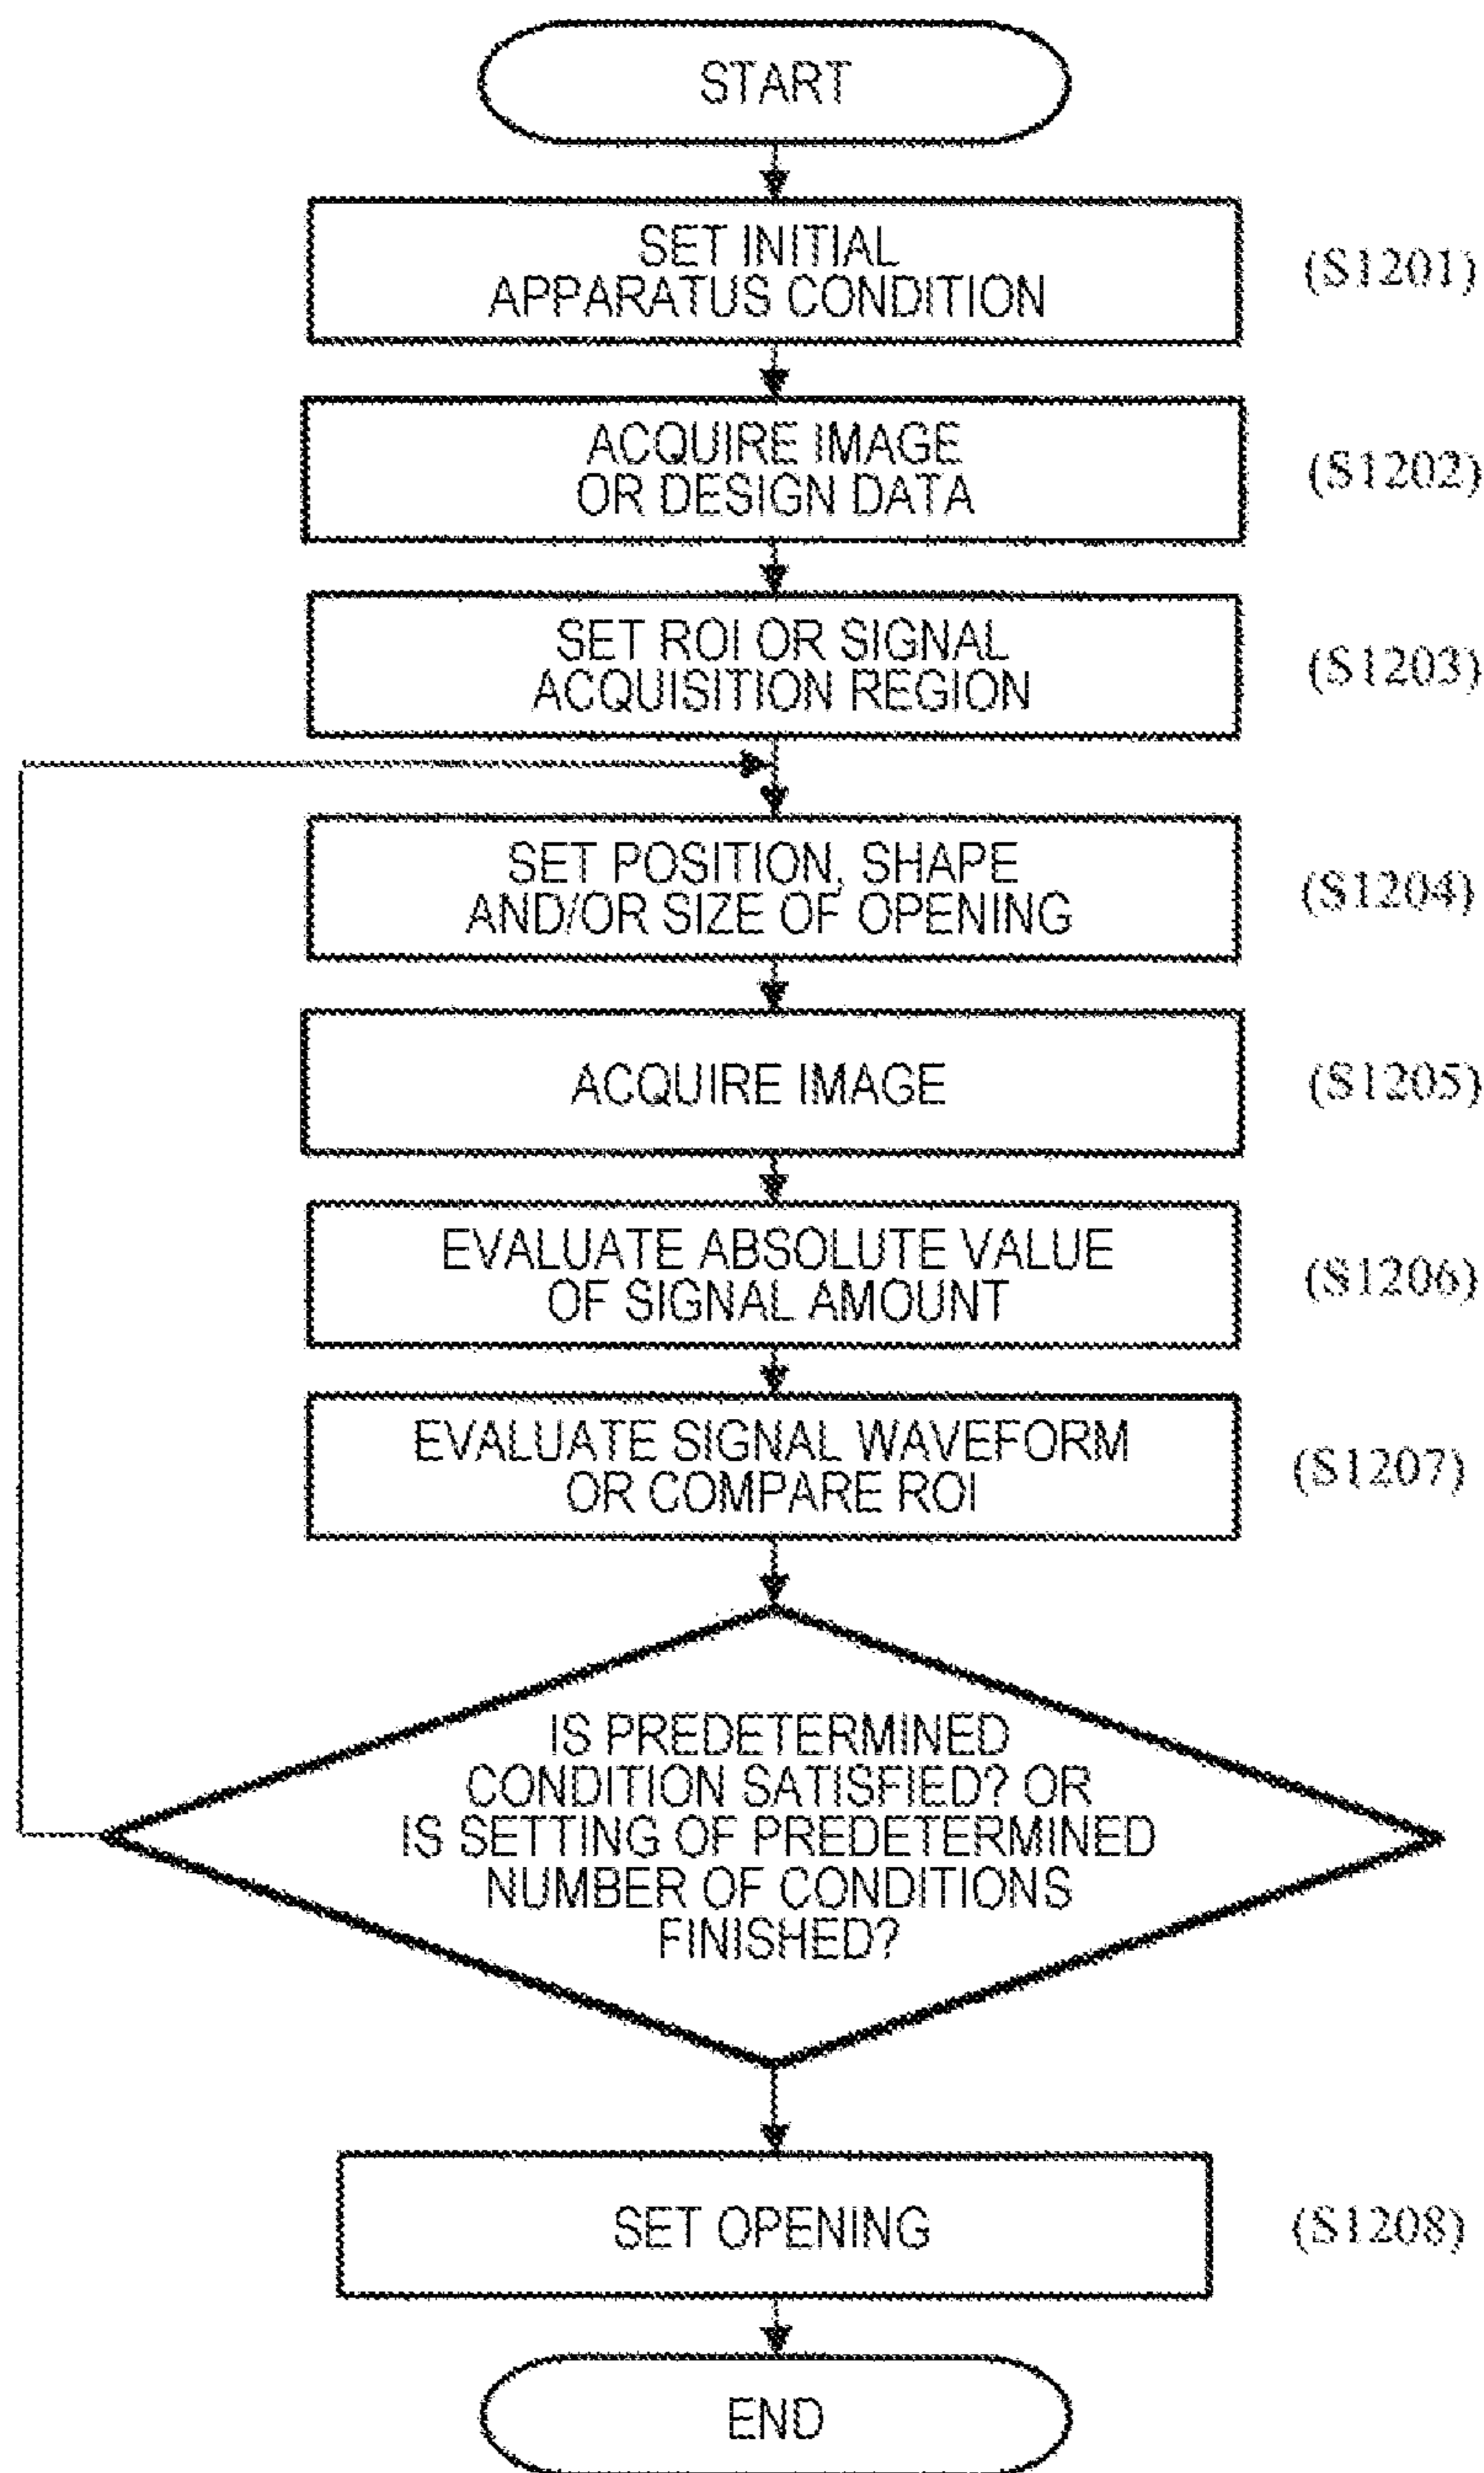 START
SET INITIAL
APPARATUS CONDITION
(S1201)
ACQUIRE IMAGE
OR DESIGN DATA
(S1202)
SET ROI OR SIGNAL
ACQUISITION REGION
(S1203)
SET POSITION, SHAPE
AND/OR SIZE OF OPENING
(S1204)
ACQUIRE IMAGE
(S1205)
EVALUATE ABSOLUTE VALUE
OF SIGNAL AMOUNT
(S1206)
EVALUATE SIGNAL WAVEFORM
OR COMPARE ROI
(S1207)
IS PREDETERMINED
CONDITION SATISFIED? OR
IS SETTING OF PREDETERMINED
NUMBER OF CONDITIONS
FINISHED?
SET OPENING
(S1208)
END